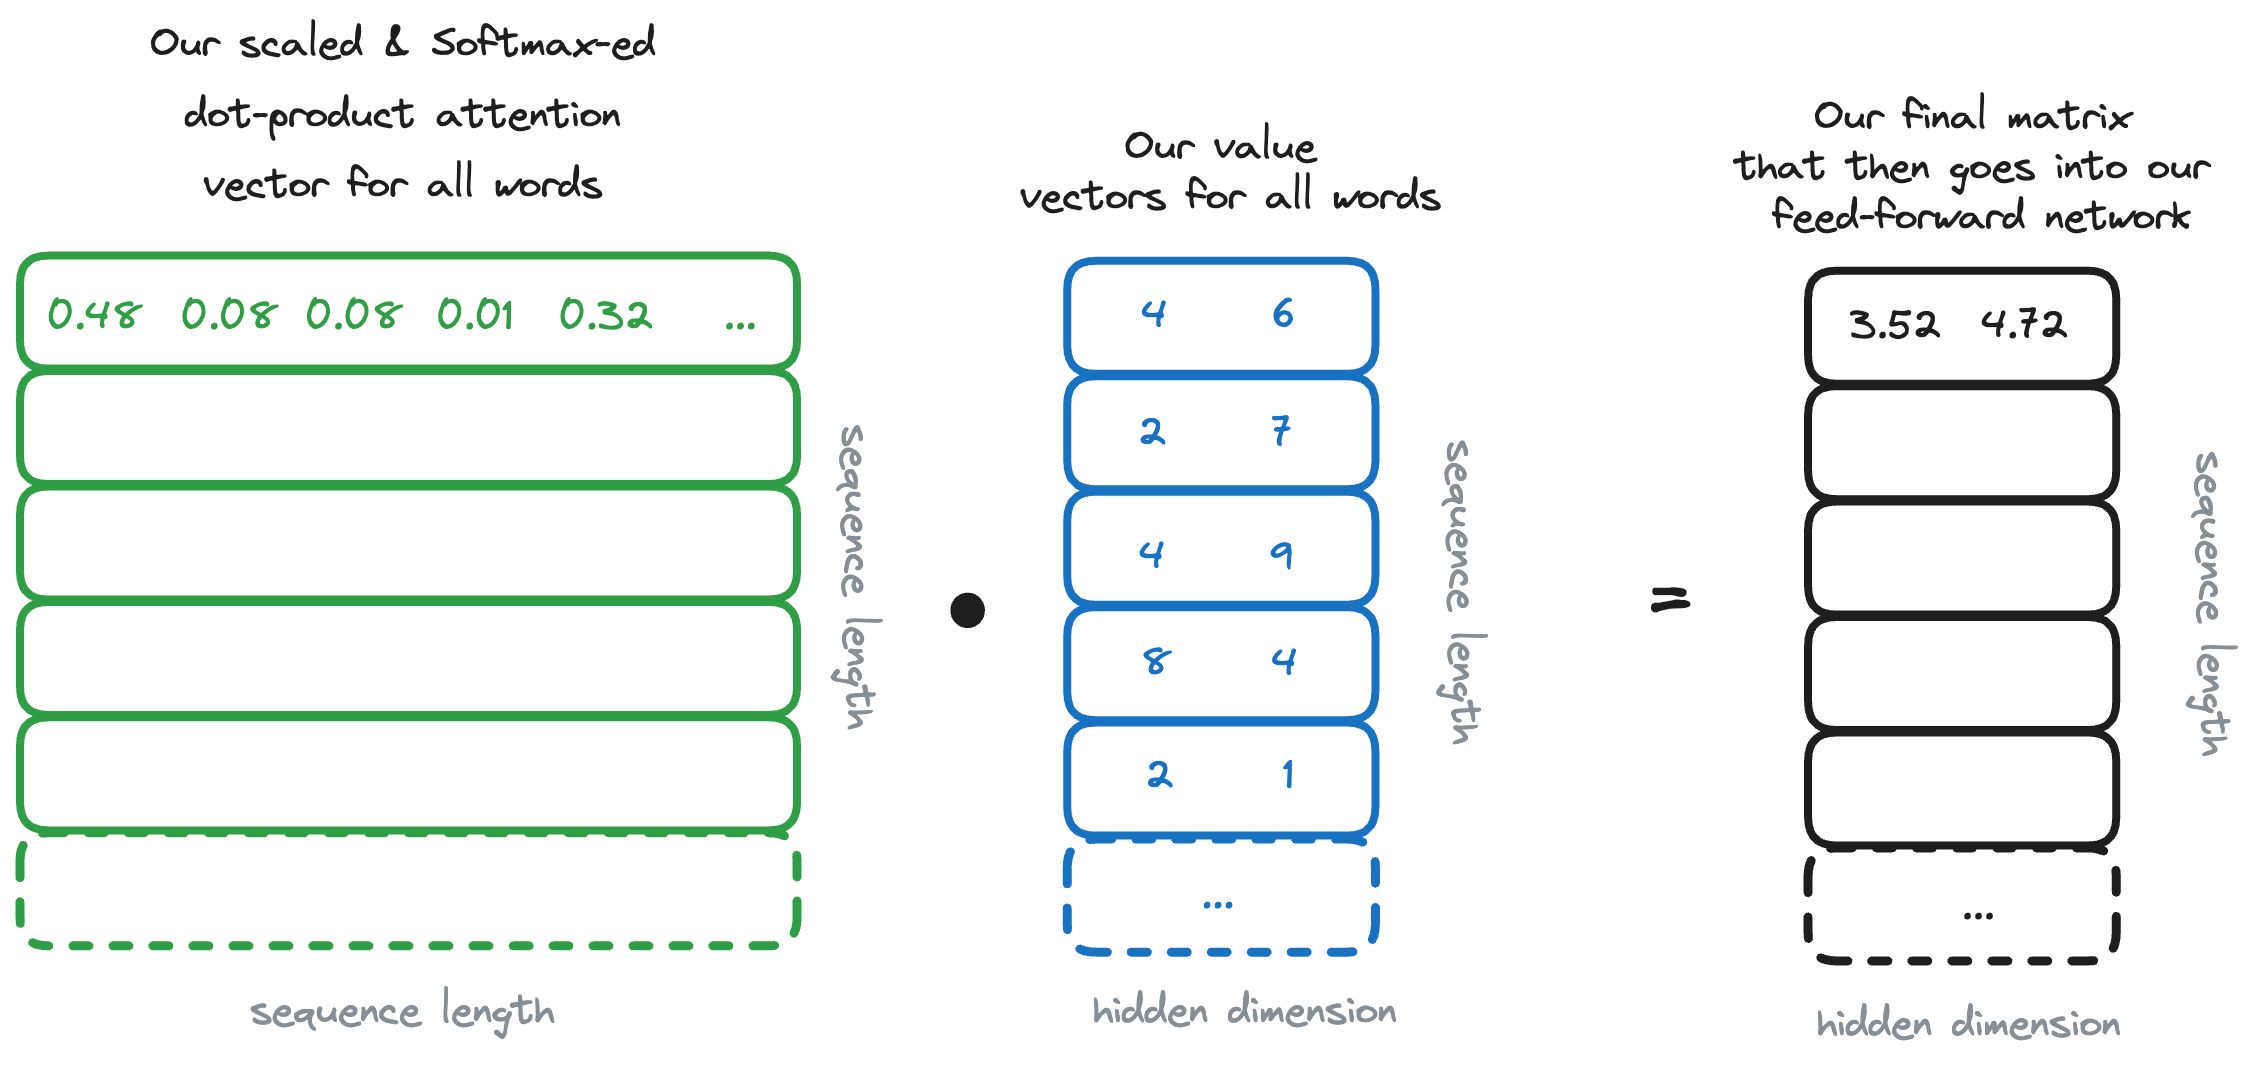 Our scaled & Softmax-ed
dot-product attention
vector for all words
0.48 0.08 0.08 0.01 0.32 ...
sequence length
sequence length
Our value
vectors for all words
4 6
2 7
4 9
8 4
2 1
...
sequence length
hidden dimension
=
Our final matrix
that then goes into our
feed-forward network
3.52 4.72
...
sequence length
hidden dimension